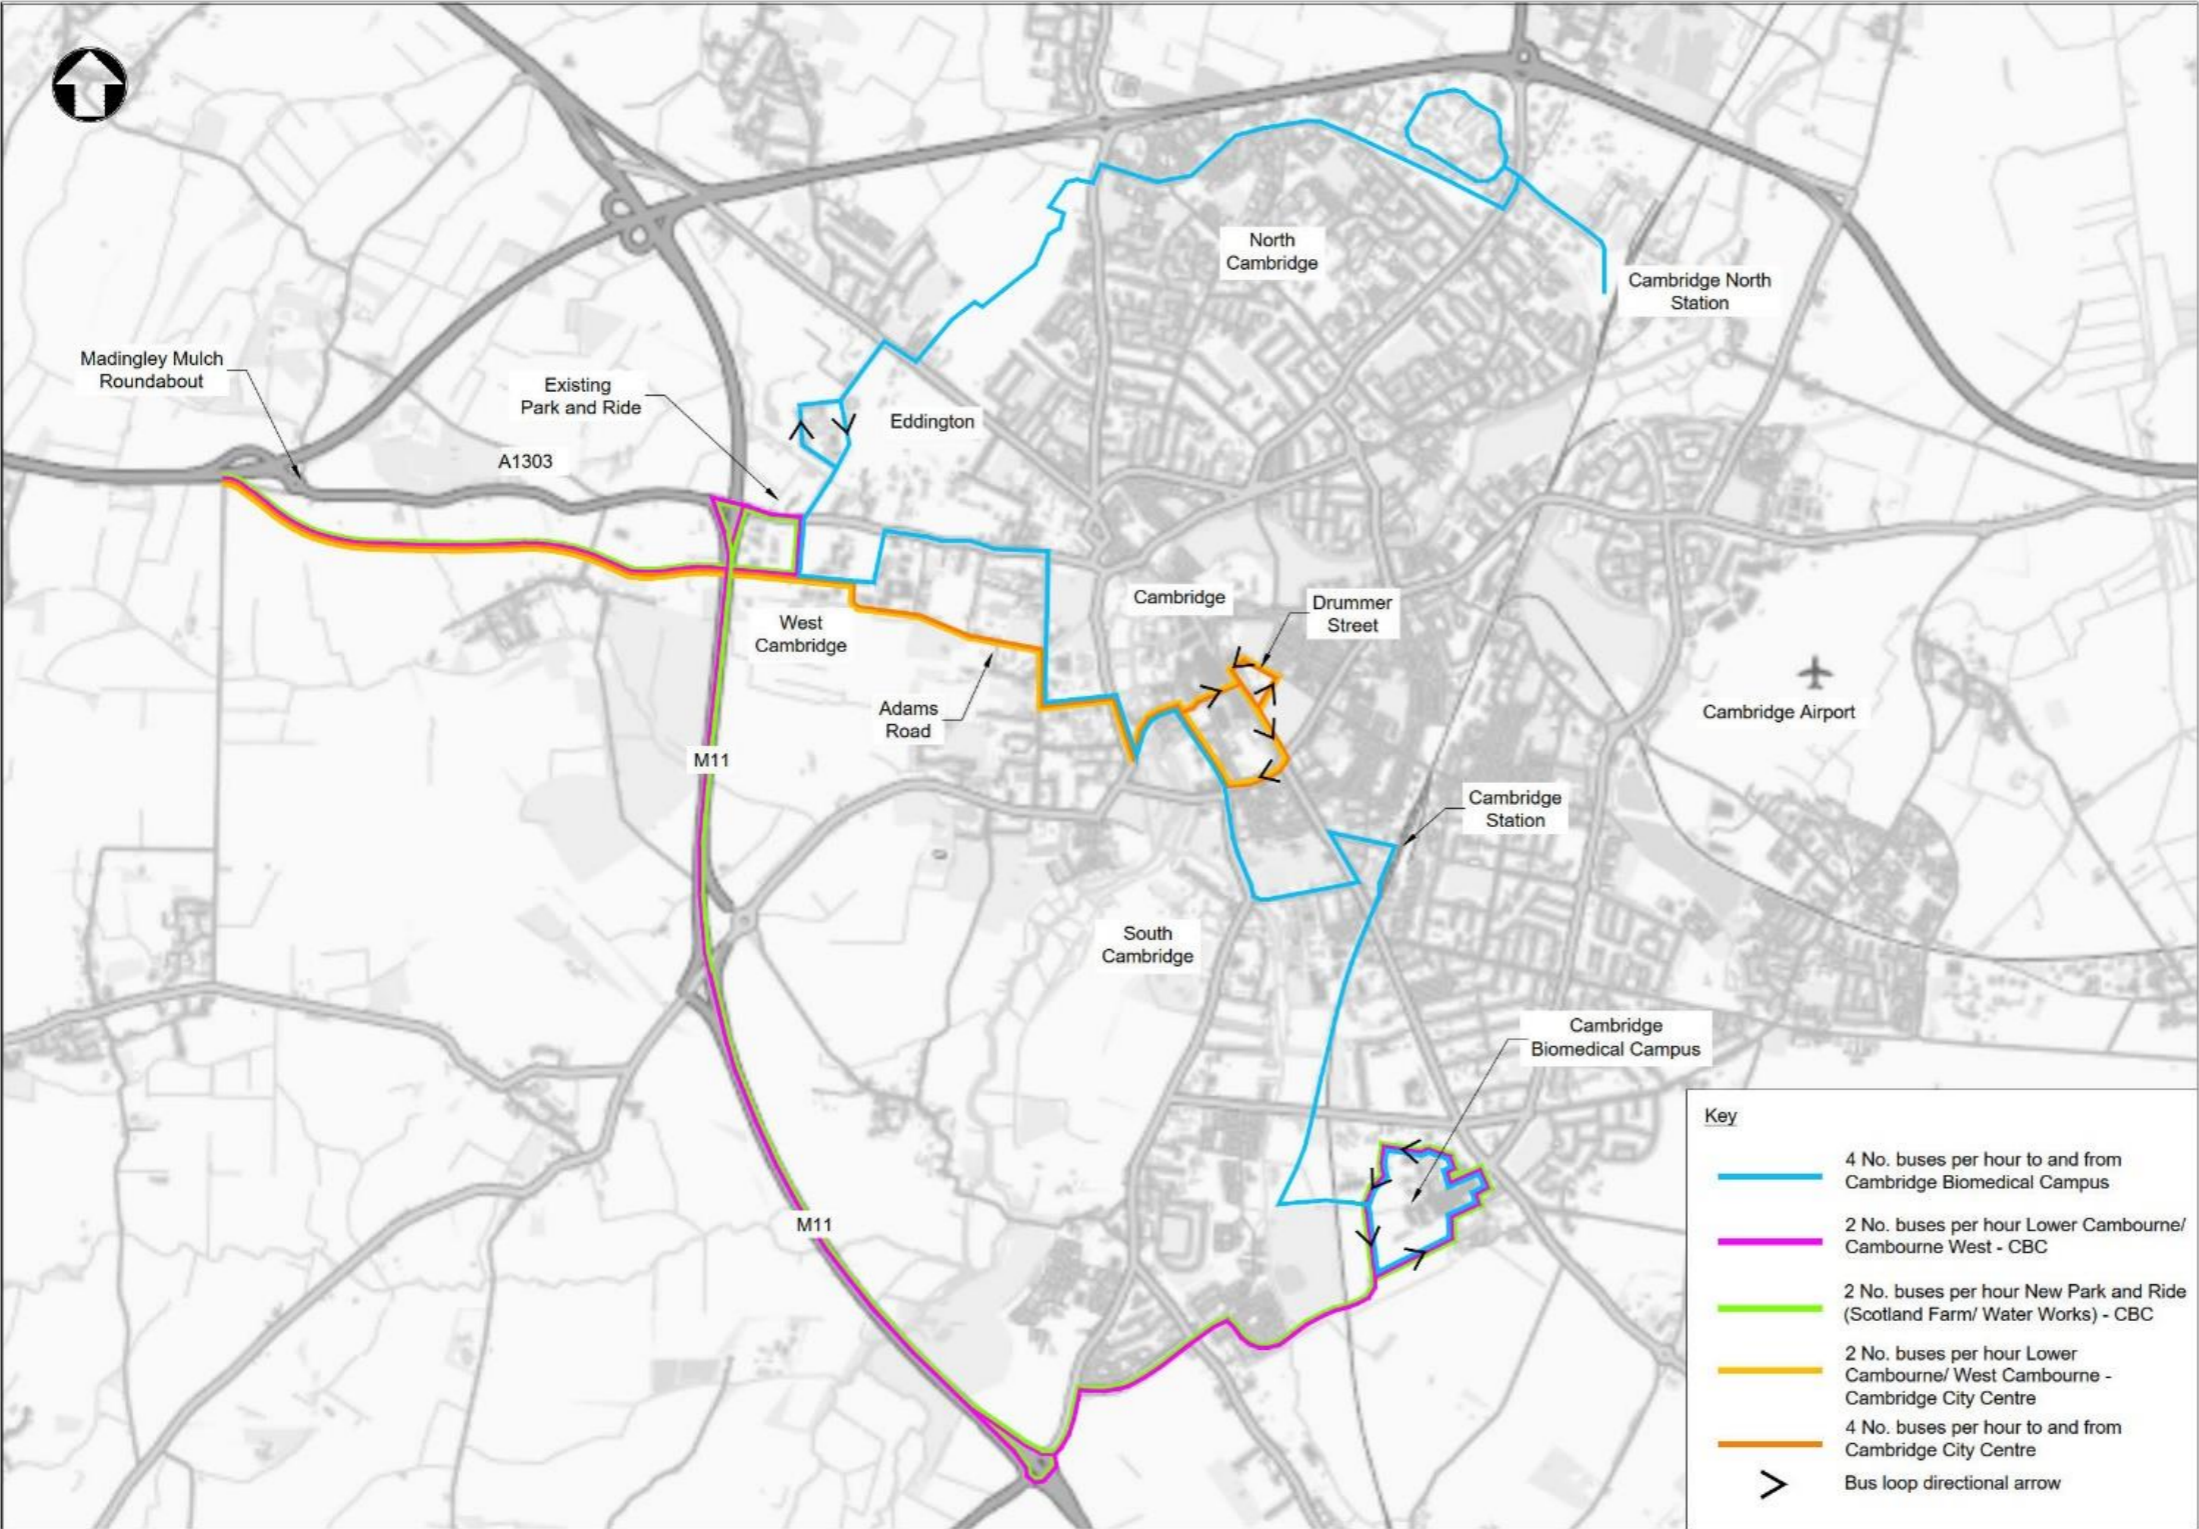 North
Cambridge
Cambridge North
Station
Madingley Mulch
Roundabout
Existing
Park and Ride
Eddington
A1303
Cambridge
Drummer
Street
West
Cambridge
Adams
Road
Cambridge Airport
M11
Cambridge
Station
South
Cambridge
Cambridge
Biomedical Campus
M11
Key
4 No. buses per hour to and from
Cambridge Biomedical Campus
2 No. buses per hour Lower Cambourne/
Cambourne West - CBC
2 No. buses per hour New Park and Ride
(Scotland Farm/ Water Works) - CBC
2 No. buses per hour Lower
Cambourne/ West Cambourne -
Cambridge City Centre
4 No. buses per hour to and from
Cambridge City Centre
Bus loop directional arrow